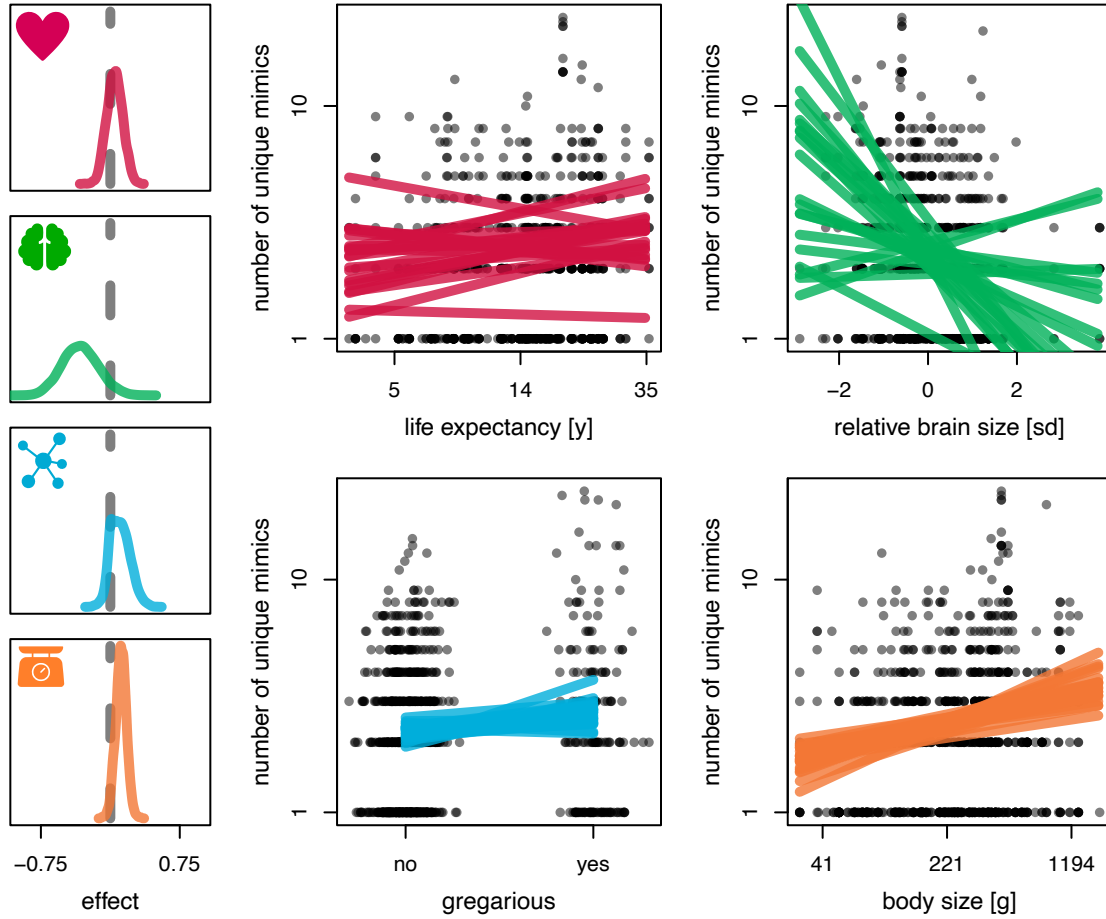 number of unique mimics
10
1
5 14 35
life expectancy [y]
number of unique mimics
10
1
−2 0 2
relative brain size [sd]
−0.75 0.75
effect
number of unique mimics
10
1
no yes
gregarious
number of unique mimics
10
1
41 221 1194
body size [g]